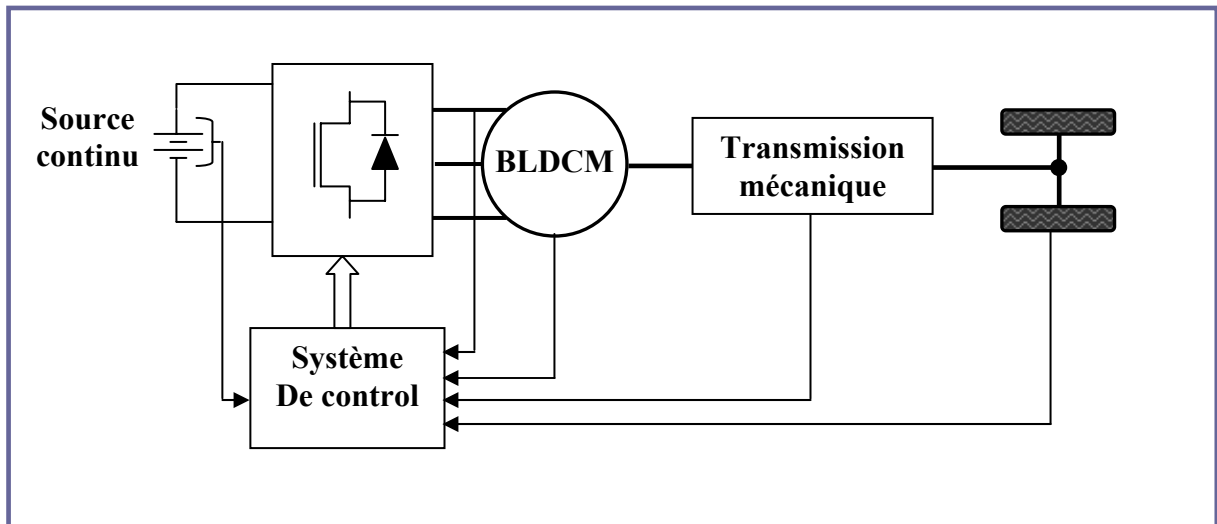 Source
continu
BLDCM
Transmission
mécanique
Système
De control